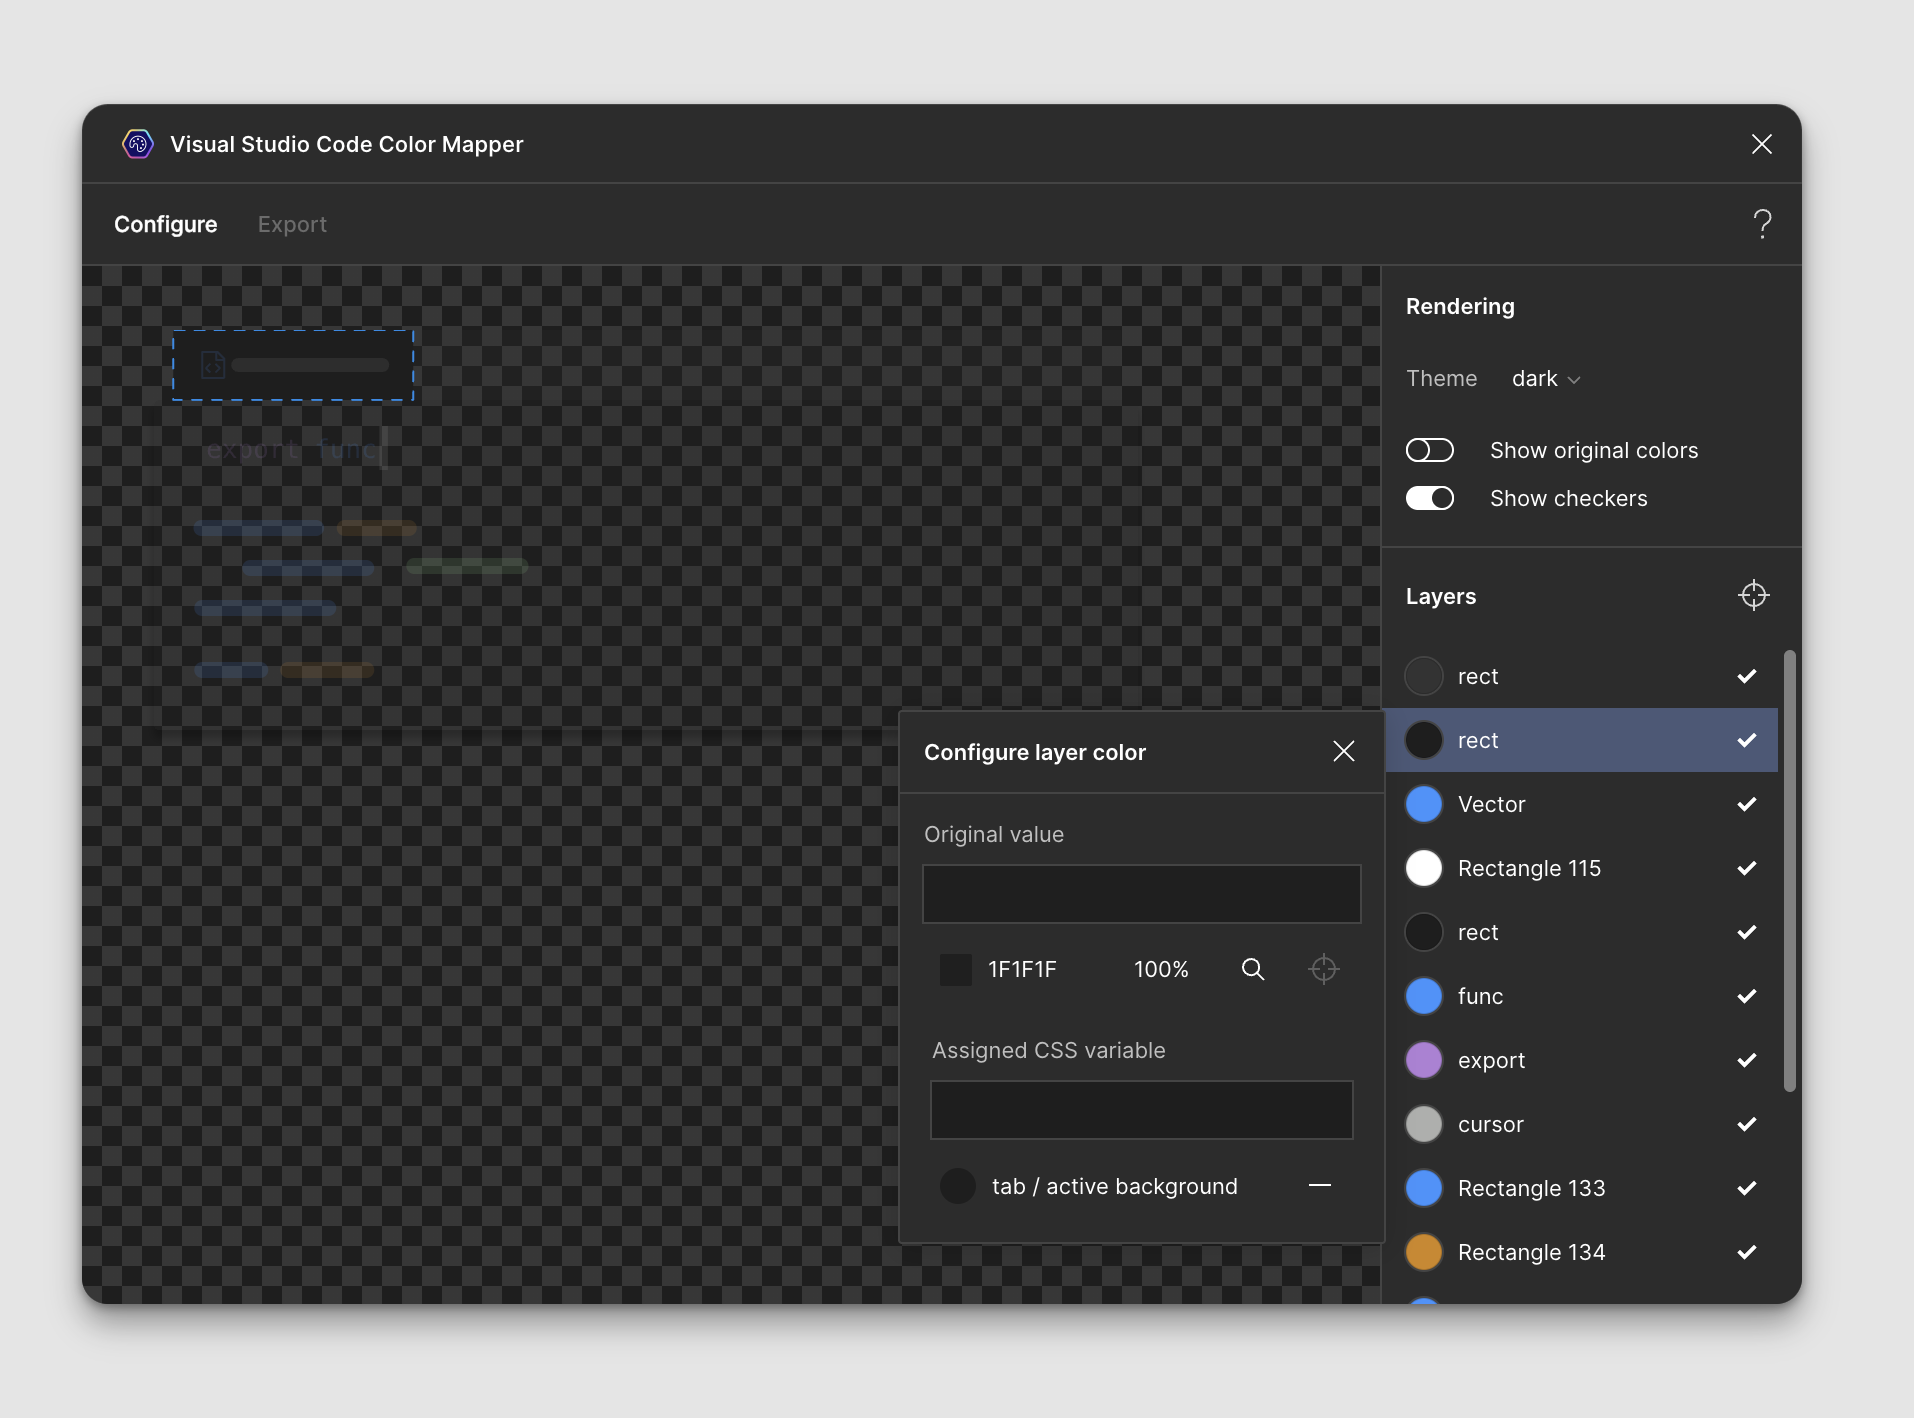 Visual Studio Code Color Mapper
Configure
Export
?
export func
Rendering
Theme
dark
Show original colors
Show checkers
Layers
rect
rect
Vector
Rectangle 115
rect
func
export
cursor
Rectangle 133
Rectangle 134
Configure layer color
Original value
1F1F1F
100%
Assigned CSS variable
tab / active background